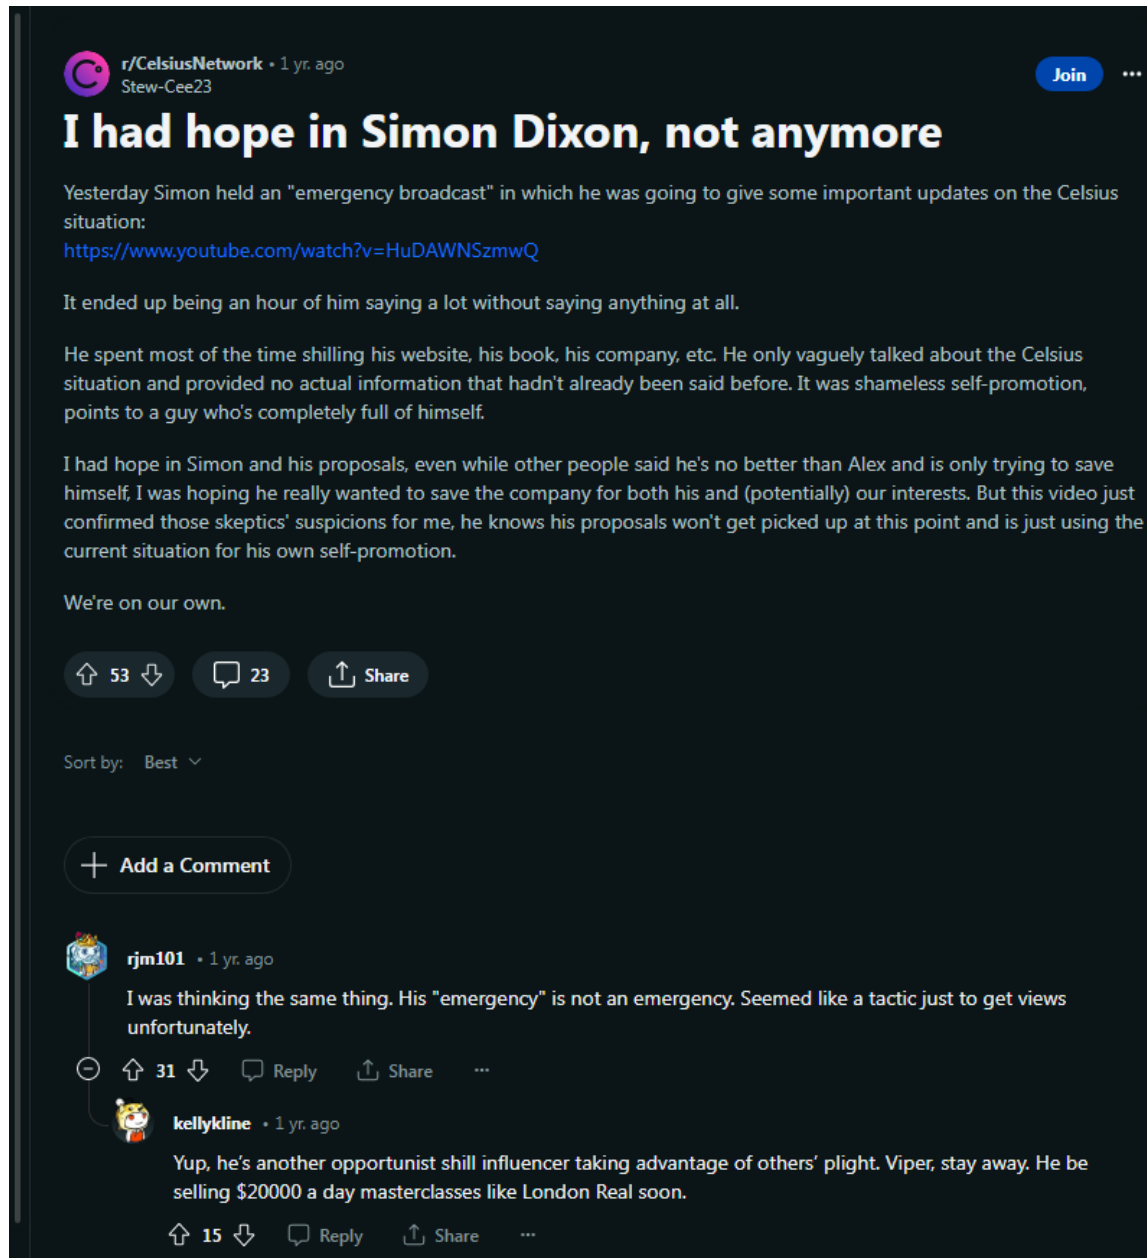 r/CelsiusNetwork • 1 yr. ago
Stew-Cee23
Join
I had hope in Simon Dixon, not anymore
Yesterday Simon held an "emergency broadcast" in which he was going to give some important updates on the Celsius
situation:
https://www.youtube.com/watch?v=HuDAWNSzmwQ
It ended up being an hour of him saying a lot without saying anything at all.
He spent most of the time shilling his website, his book, his company, etc. He only vaguely talked about the Celsius
situation and provided no actual information that hadn't already been said before. It was shameless self-promotion,
points to a guy who's completely full of himself.
I had hope in Simon and his proposals, even while other people said he's no better than Alex and is only trying to save
himself, I was hoping he really wanted to save the company for both his and (potentially) our interests. But this video just
confirmed those skeptics' suspicions for me, he knows his proposals won't get picked up at this point and is just using the
current situation for his own self-promotion.
We're on our own.
53 23 Share
Sort by: Best
Add a Comment
rjm101 • 1 yr. ago
I was thinking the same thing. His "emergency" is not an emergency. Seemed like a tactic just to get views
unfortunately.
31 Reply Share
kellykline • 1 yr. ago
Yup, he’s another opportunist shill influencer taking advantage of others’ plight. Viper, stay away. He be
selling $20000 a day masterclasses like London Real soon.
15 Reply Share